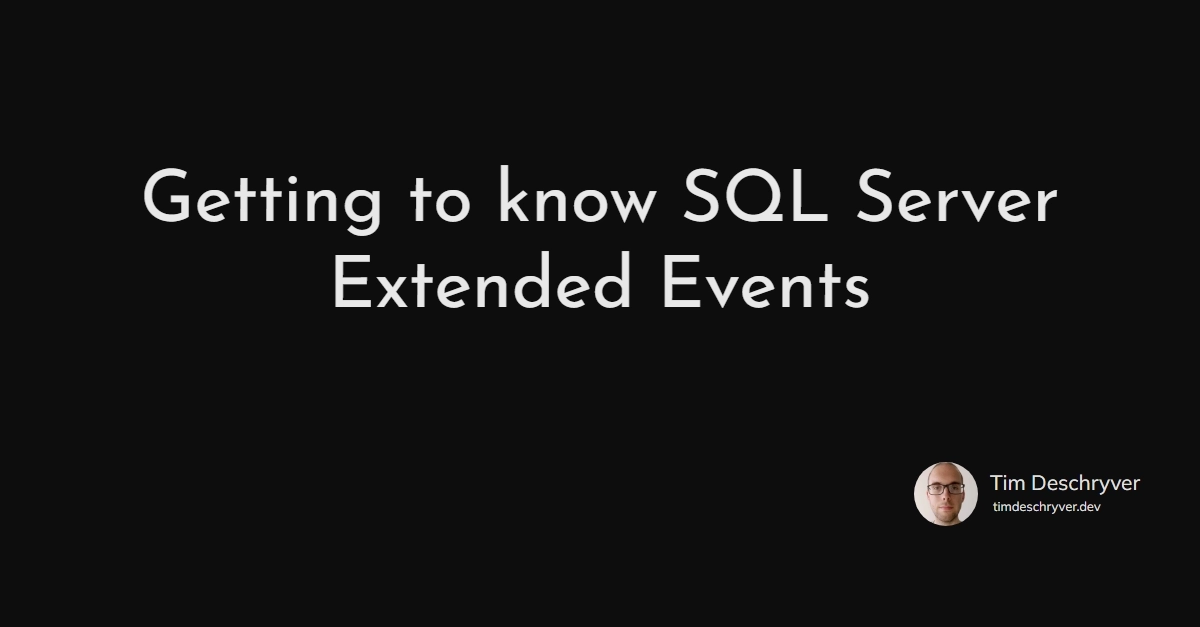 Getting to know SQL Server
Extended Events
Tim Deschryver
timdeschryver.dev